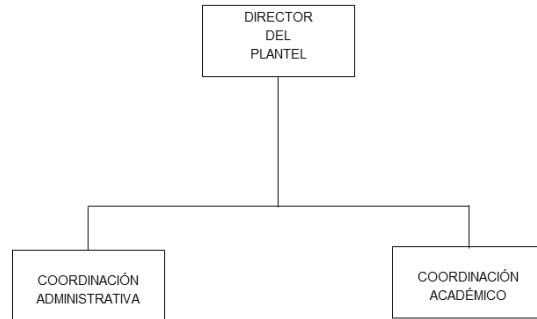 DIRECTOR
DEL
PLANTEL
COORDINACIÓN
ADMINISTRATIVA
COORDINACIÓN
ACADÉMICO